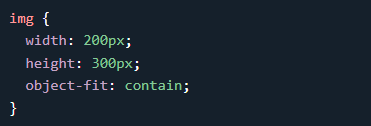 img {
  width: 200px;
  height: 300px;
  object-fit: contain;
}